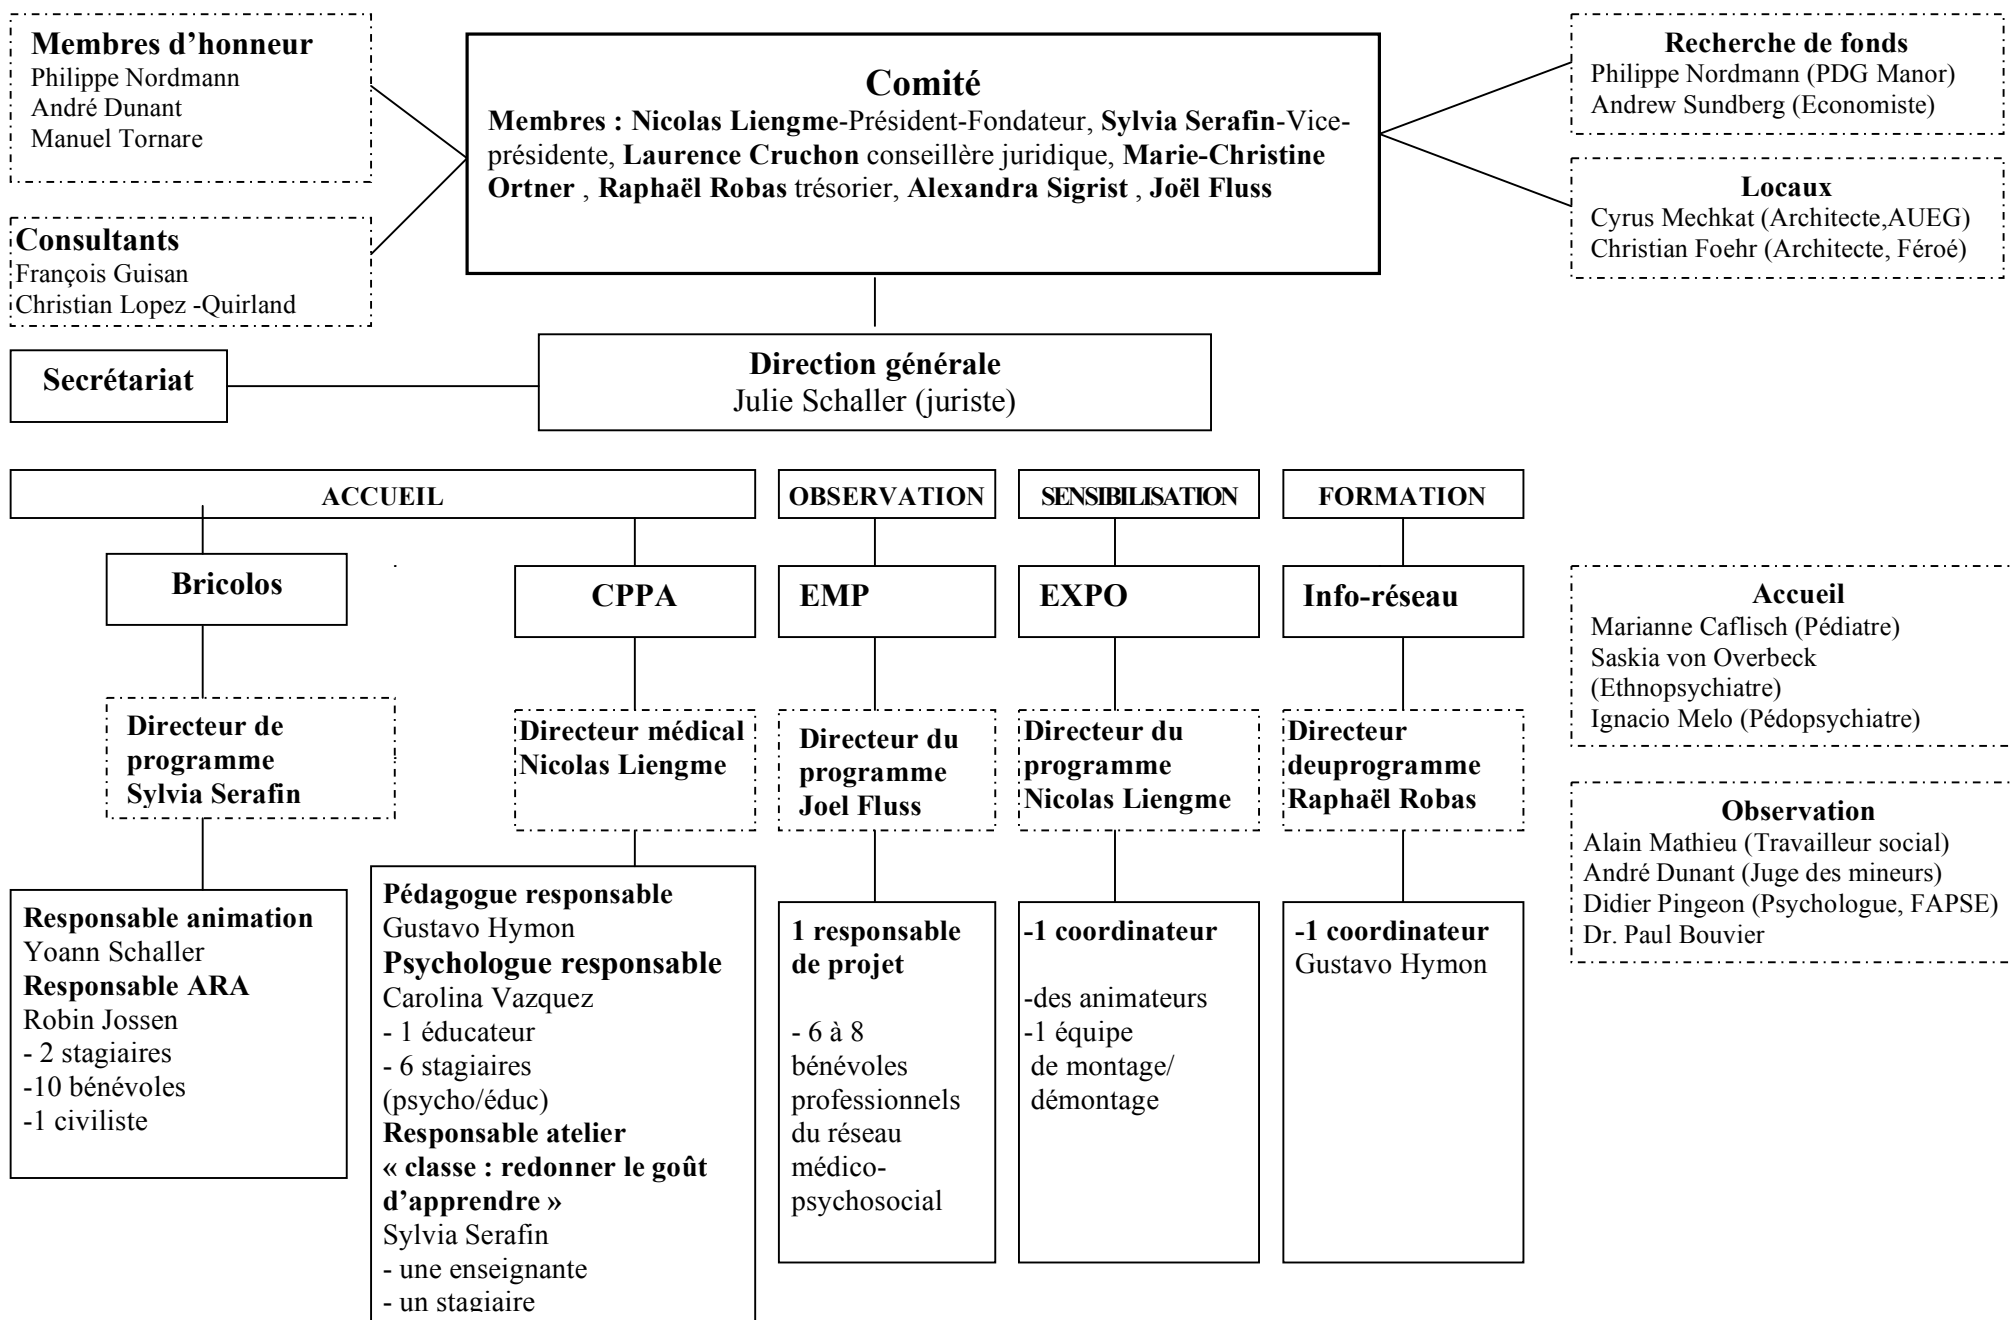 Membres d’honneur
Philippe Nordmann
André Dunant
Manuel Tornare
Consultants
François Guisan
Christian Lopez -Quirland
Comité
Membres : Nicolas Liengme-Président-Fondateur, Sylvia Serafin-Vice-
présidente, Laurence Cruchon conseillère juridique, Marie-Christine
Ortner , Raphaël Robas trésorier, Alexandra Sigrist , Joël Fluss
Recherche de fonds
Philippe Nordmann (PDG Manor)
Andrew Sundberg (Economiste)
Locaux
Cyrus Mechkat (Architecte,AUEG)
Christian Foehr (Architecte, Féroé)
Secrétariat
Direction générale
Julie Schaller (juriste)
ACCUEIL
OBSERVATION
SENSIBILISATION
FORMATION
Bricolos
CPPA
EMP
EXPO
Info-réseau
Directeur de
programme
Sylvia Serafin
Directeur médical
Nicolas Liengme
Directeur du
programme
Joel Fluss
Directeur du
programme
Nicolas Liengme
Directeur
deuprogramme
Raphaël Robas
Responsable animation
Yoann Schaller
Responsable ARA
Robin Jossen
- 2 stagiaires
-10 bénévoles
-1 civiliste
Pédagogue responsable
Gustavo Hymon
Psychologue responsable
Carolina Vazquez
- 1 éducateur
- 6 stagiaires
(psycho/éduc)
Responsable atelier
« classe : redonner le goût
d’apprendre »
Sylvia Serafin
- une enseignante
- un stagiaire
1 responsable
de projet
- 6 à 8
bénévoles
professionnels
du réseau
médico-
psychosocial
-1 coordinateur
-des animateurs
-1 équipe
de montage/
démontage
-1 coordinateur
Gustavo Hymon
Accueil
Marianne Caflisch (Pédiatre)
Saskia von Overbeck
(Ethnopsychiatre)
Ignacio Melo (Pédopsychiatre)
Observation
Alain Mathieu (Travailleur social)
André Dunant (Juge des mineurs)
Didier Pingeon (Psychologue, FAPSE)
Dr. Paul Bouvier